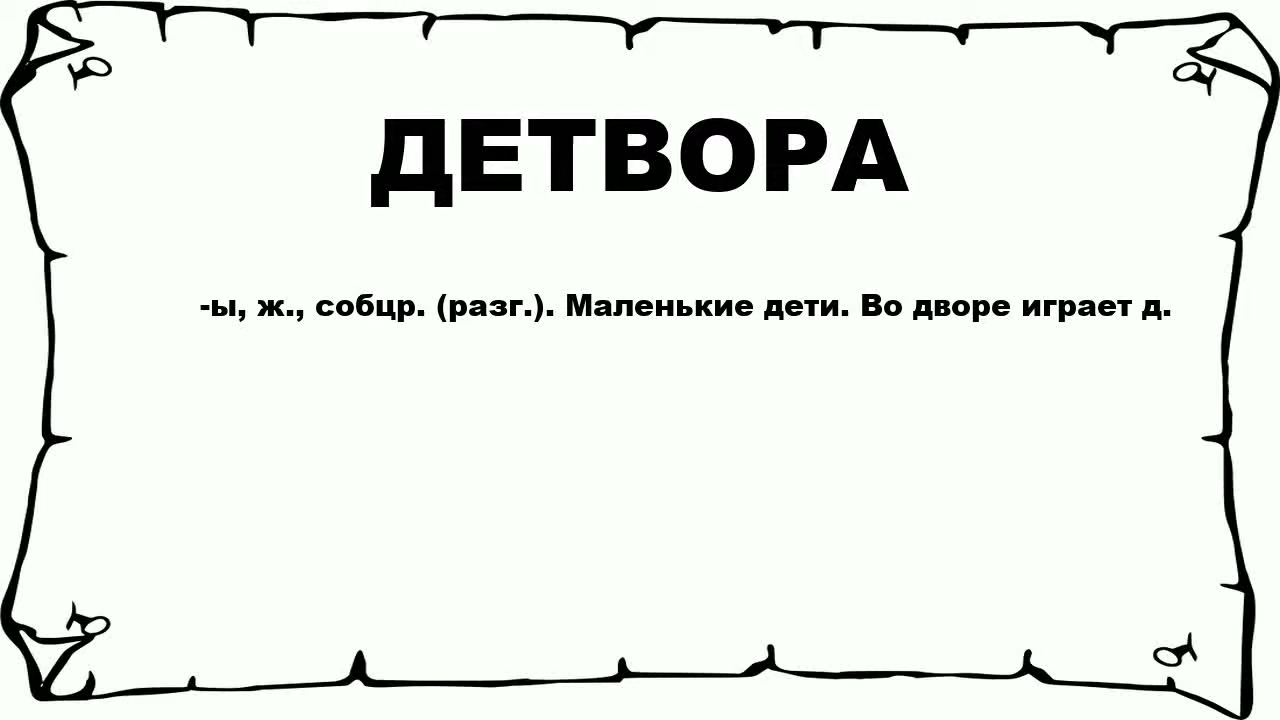 ДЕТВОРА
-ы, ж., собцр. (разг.). Маленькие дети. Во дворе играет д.